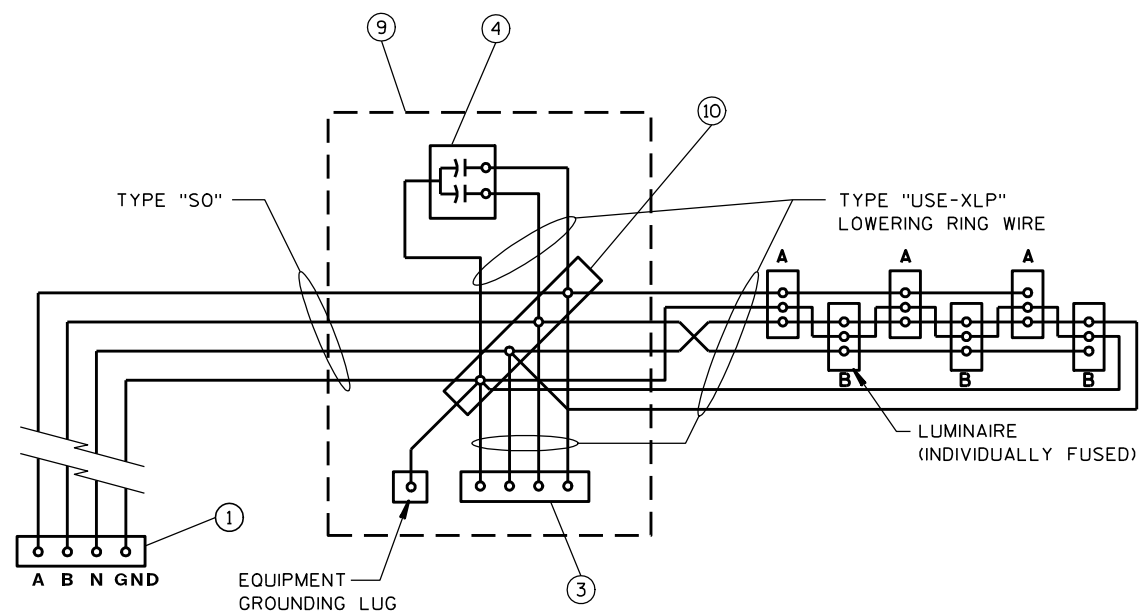 9
4
10
TYPE "SO"
TYPE "USE-XLP"
LOWERING RING WIRE
A
A
A
B
B
B
LUMINAIRE
(INDIVIDUALLY FUSED)
1
A B N GND
EQUIPMENT
GROUNDING LUG
3